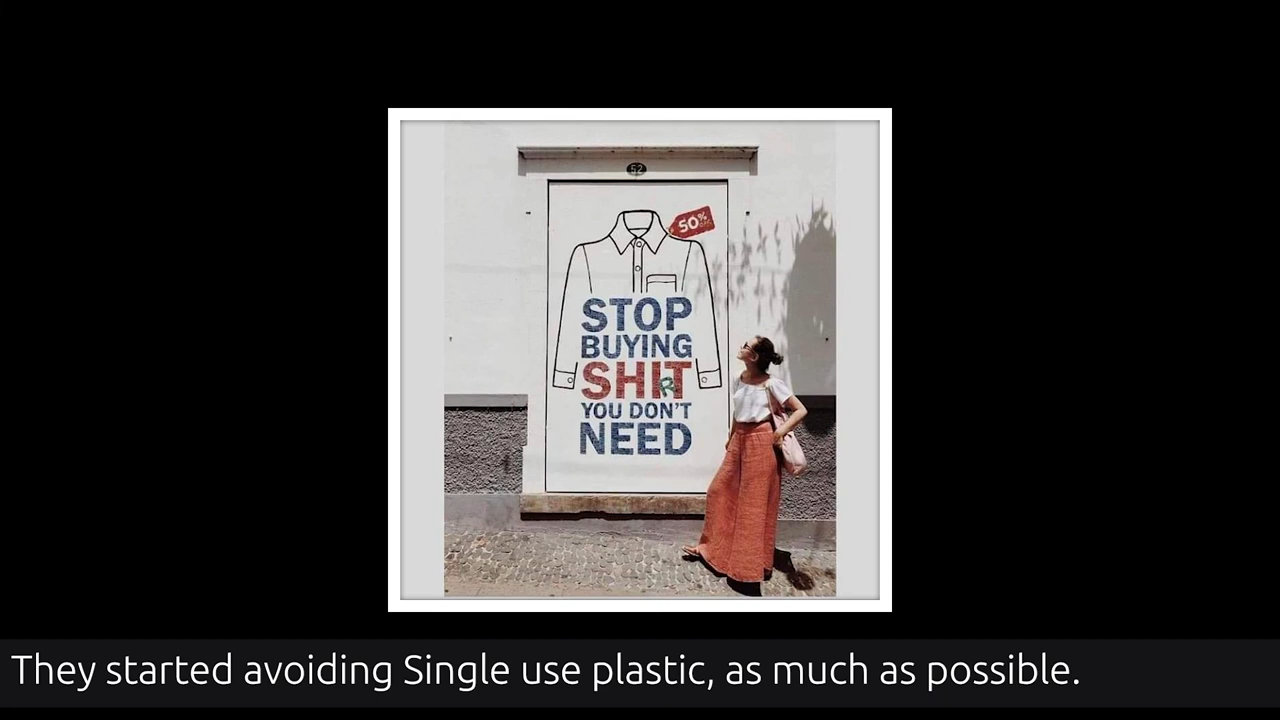 52
50%
STOP
BUYING
SHIRT
YOU DON'T
NEED
They started avoiding Single use plastic, as much as possible.